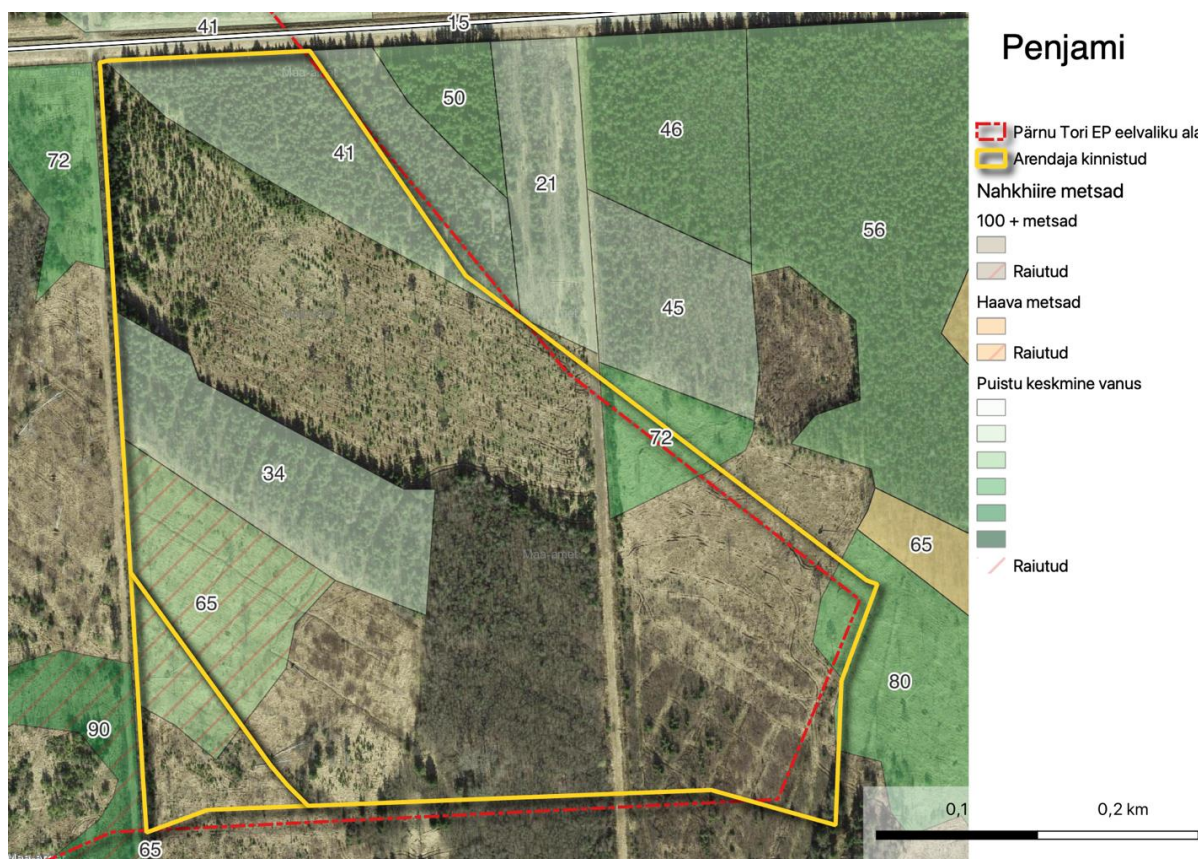 Penjami
Pärnu Tori EP eelvaliku ala
Arendaja kinnistud
Nahkhiire metsad
100 + metsad
Raiutud
Haava metsad
Raiutud
Puistu keskmine vanus
Raiutud
41
15
50
46
72
41
21
56
45
72
34
65
Maa-amet
65
80
90
65
0,1
0,2 km